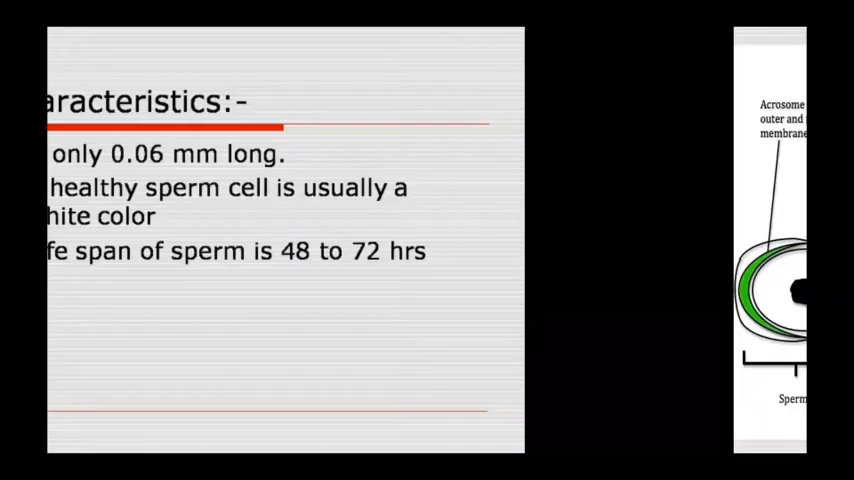 aracteristics:-
only 0.06 mm long.
healthy sperm cell is usually a
hite color
fe span of sperm is 48 to 72 hrs
Acrosome
outer and
membrane
Sperm